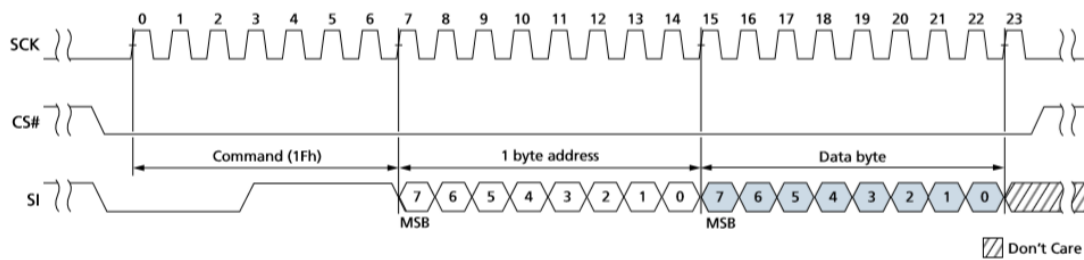 0 1 2 3 4 5 6 7 8 9 10 11 12 13 14 15 16 17 18 19 20 21 22 23
SCK
CS#
Command (1Fh) 1 byte address Data byte
SI 7 6 5 4 3 2 1 0 7 6 5 4 3 2 1 0
MSB MSB
Don't Care